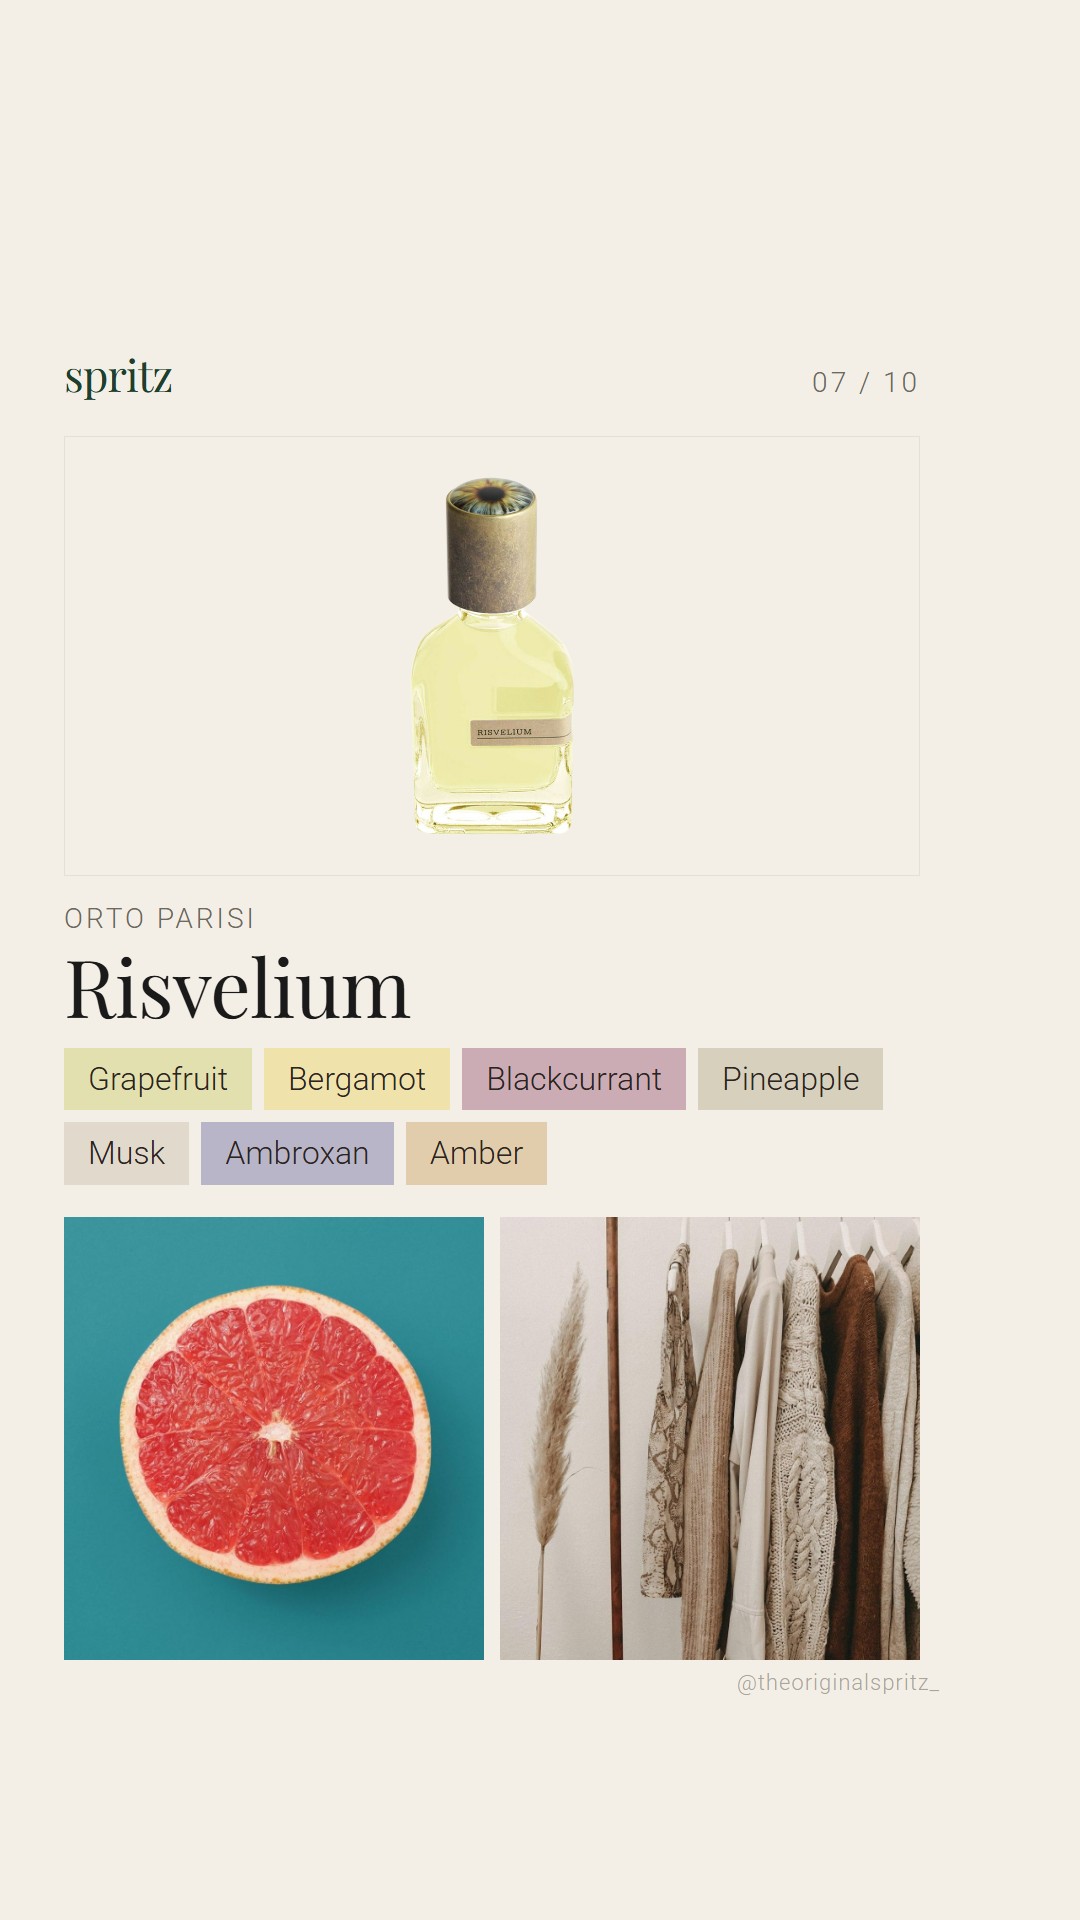 spritz
07 / 10
RISVELIUM
ORTO PARISI
Risvelium
Grapefruit Bergamot Blackcurrant Pineapple
Musk Ambroxan Amber
@theoriginalspritz_